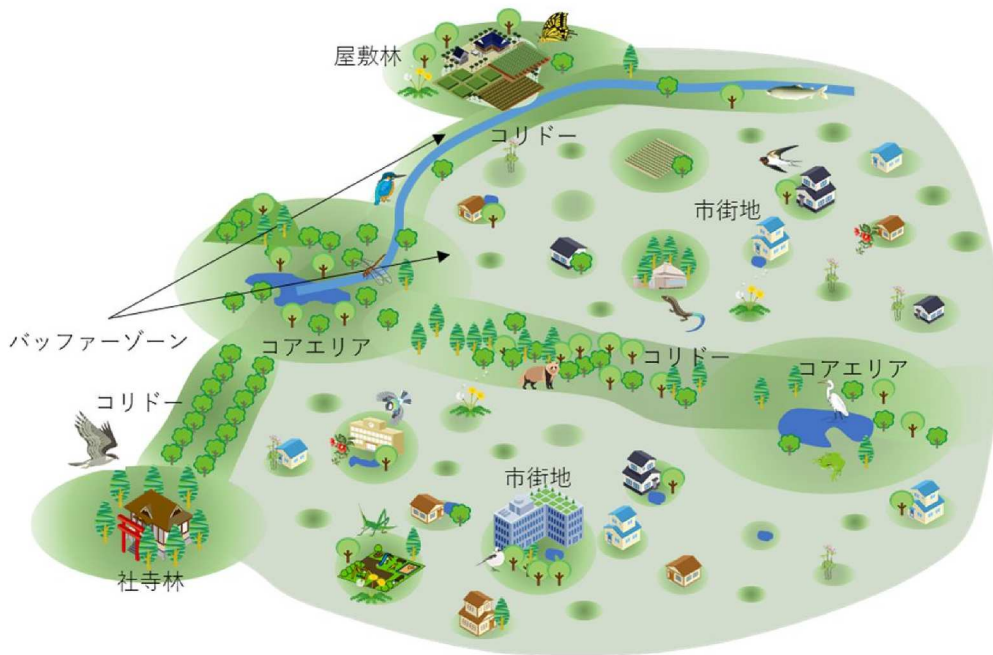 屋敷林
コリドー
市街地
バッファーゾーン
コアエリア
コリドー
コアエリア
コリドー
市街地
社寺林